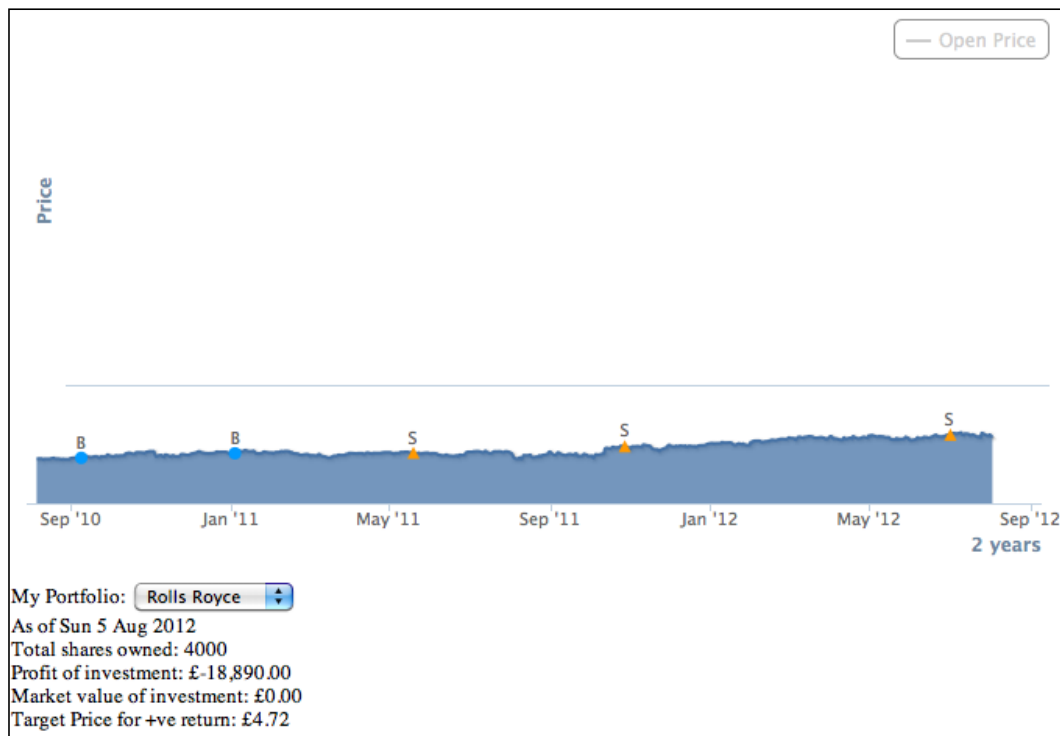 Open Price
Price
B
B
S
S
S
Sep '10
Jan '11
May '11
Sep '11
Jan '12
May '12
Sep '12
2 years
My Portfolio: Rolls Royce
As of Sun 5 Aug 2012
Total shares owned: 4000
Profit of investment: £-18,890.00
Market value of investment: £0.00
Target Price for +ve return: £4.72